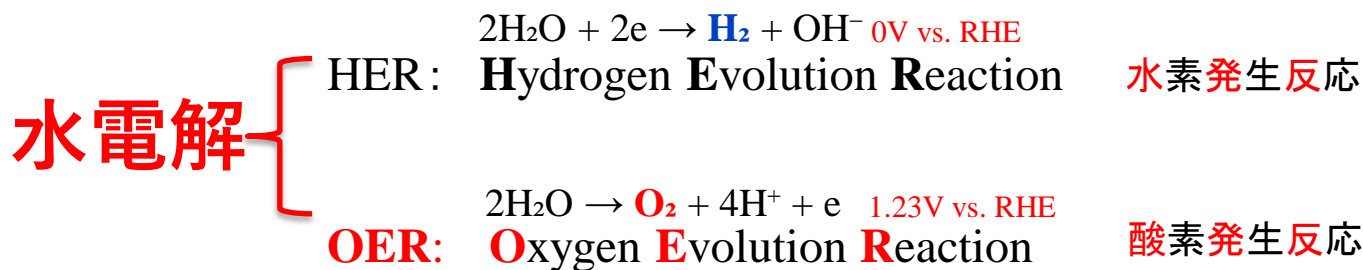 2H₂O + 2e → H₂ + OH⁻ 0V vs. RHE
HER: Hydrogen Evolution Reaction 水素発生反応
水電解
2H₂O → O₂ + 4H⁺ + e 1.23V vs. RHE
OER: Oxygen Evolution Reaction 酸素発生反応